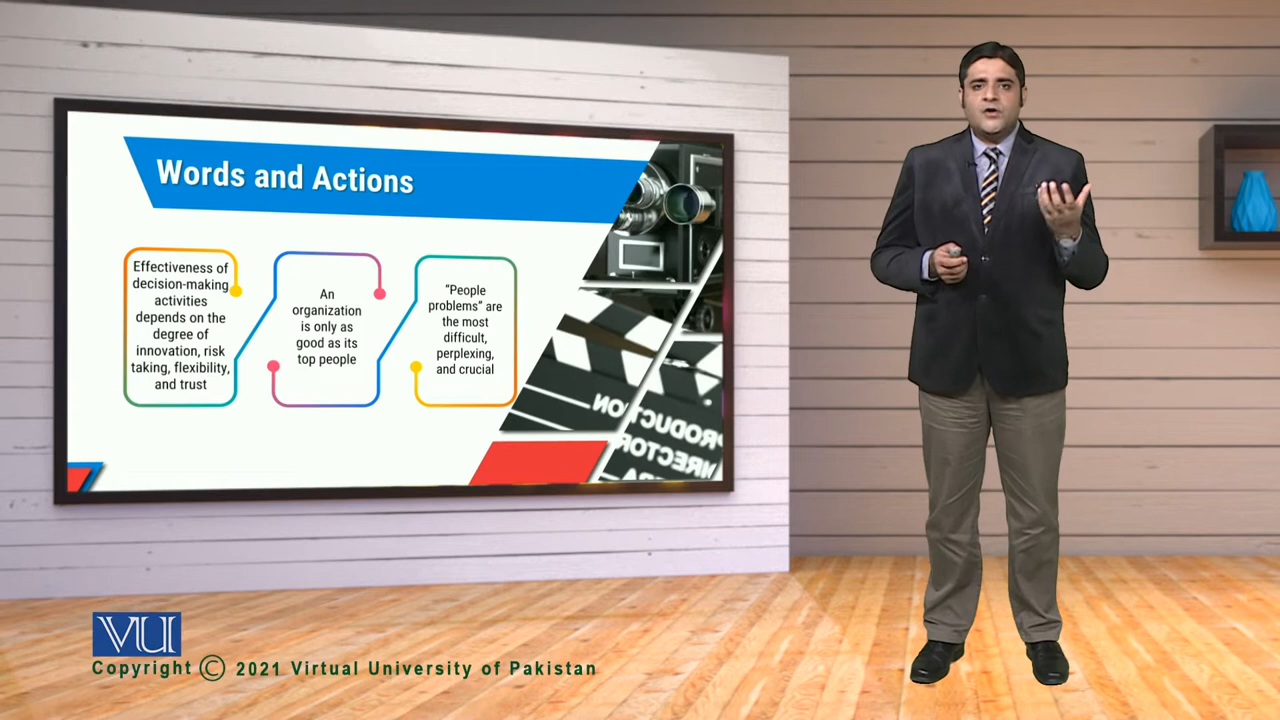 Words and Actions
Effectiveness of
decision-making
activities
depends on the
degree of
innovation, risk
taking, flexibility,
and trust
An
organization
is only as
good as its
top people
“People
problems” are
the most
difficult,
perplexing,
and crucial
VU
Copyright © 2021 Virtual University of Pakistan